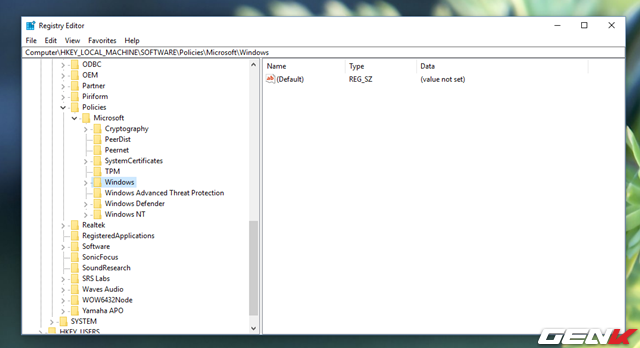 Registry Editor
File Edit View Favorites Help
Computer\HKEY_LOCAL_MACHINE\SOFTWARE\Policies\Microsoft\Windows
ODBC
OEM
Partner
Piriform
Policies
Microsoft
Cryptography
PeerDist
Peernet
SystemCertificates
TPM
Windows
Windows Advanced Threat Protection
Windows Defender
Windows NT
Realtek
RegisteredApplications
Software
SonicFocus
SoundResearch
SRS Labs
Waves Audio
WOW6432Node
Yamaha APO
SYSTEM
HKEY_USERS
Name Type Data
ab (Default) REG_SZ (value not set)
GENK